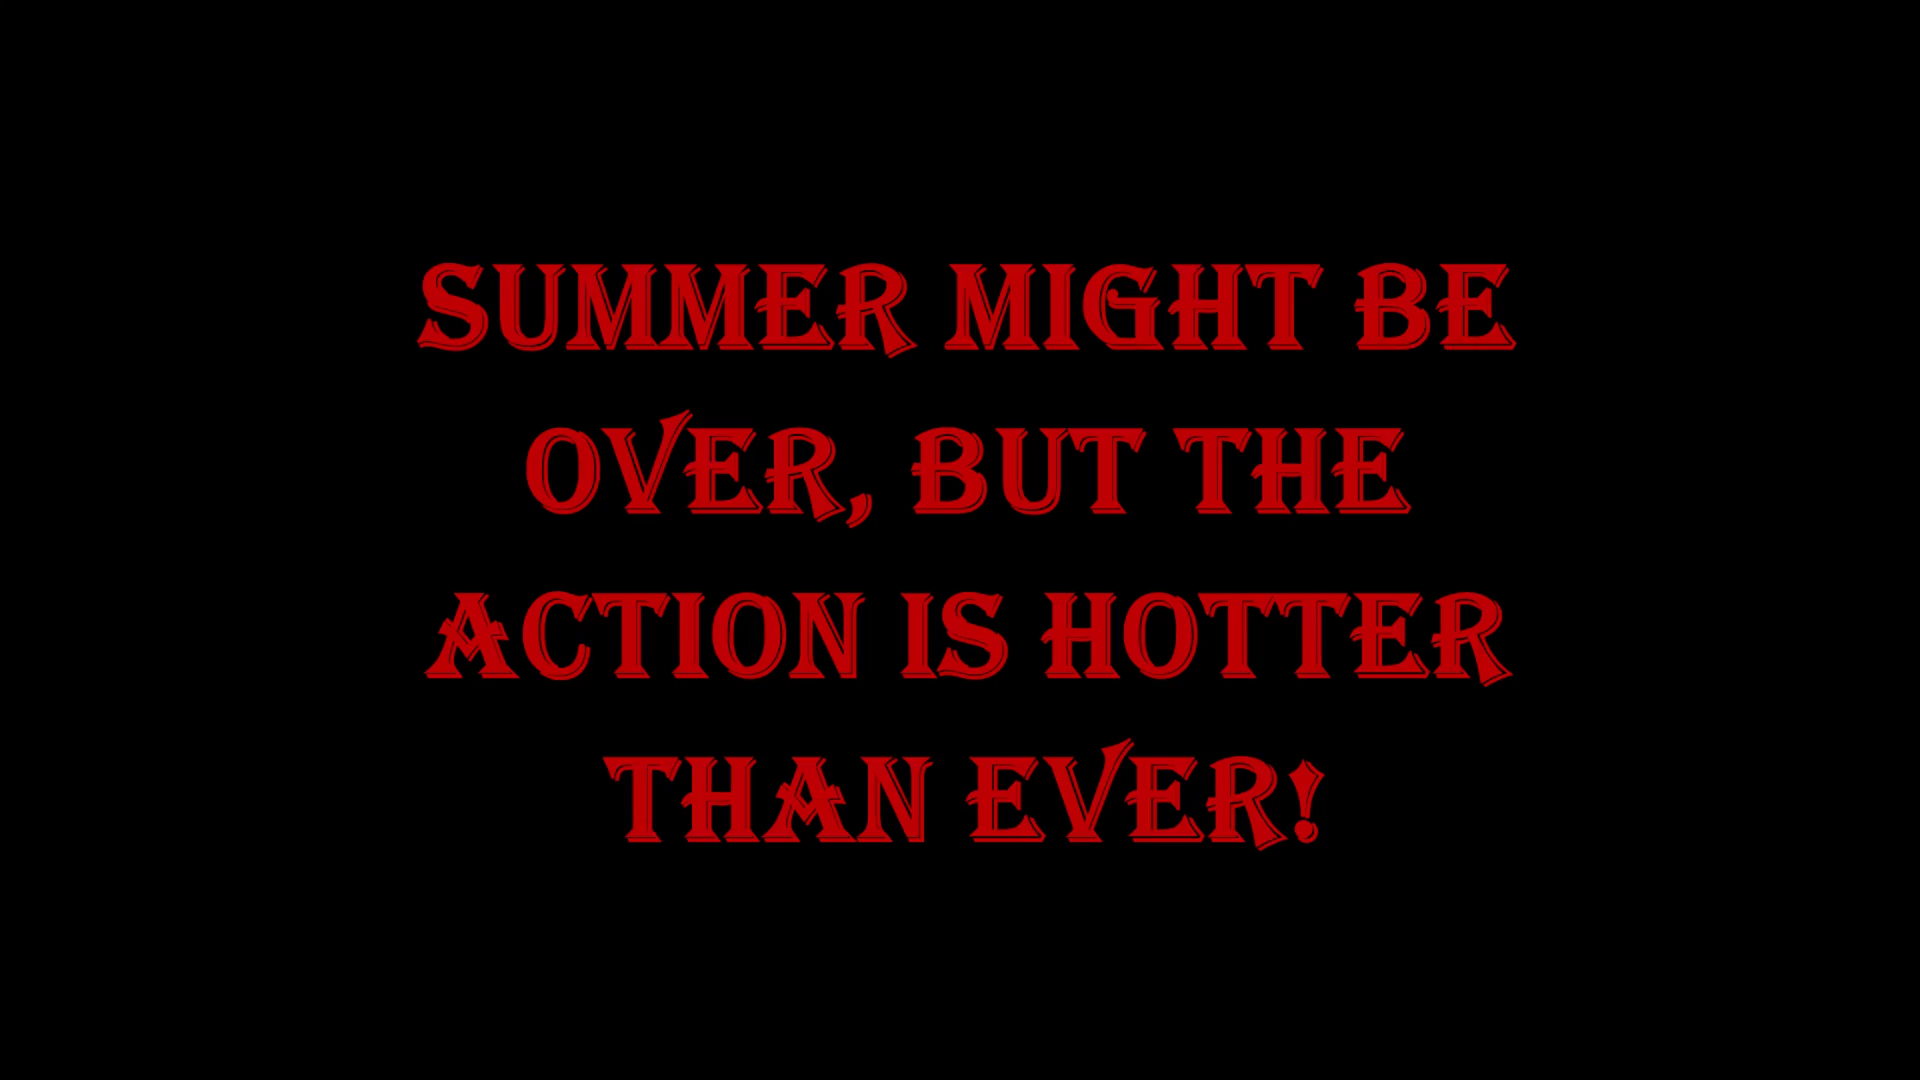 SUMMER MIGHT BE
OVER, BUT THE
ACTION IS HOTTER
THAN EVER!